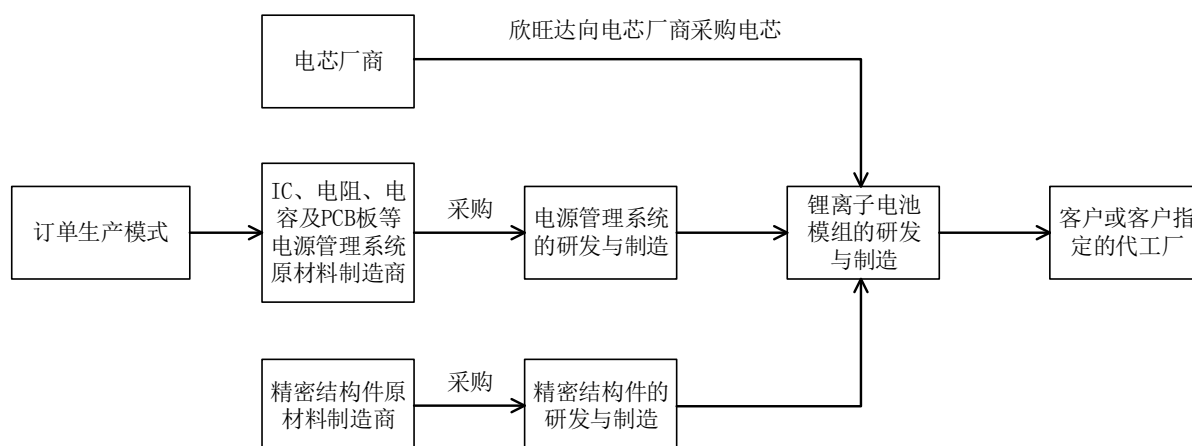 欣旺达向电芯厂商采购电芯
电芯厂商
订单生产模式
IC、电阻、电
容及PCB板等
电源管理系统
原材料制造商
采购
电源管理系统
的研发与制造
锂离子电池
模组的研发
与制造
客户或客户指
定的代工厂
精密结构件原
材料制造商
采购
精密结构件的
研发与制造